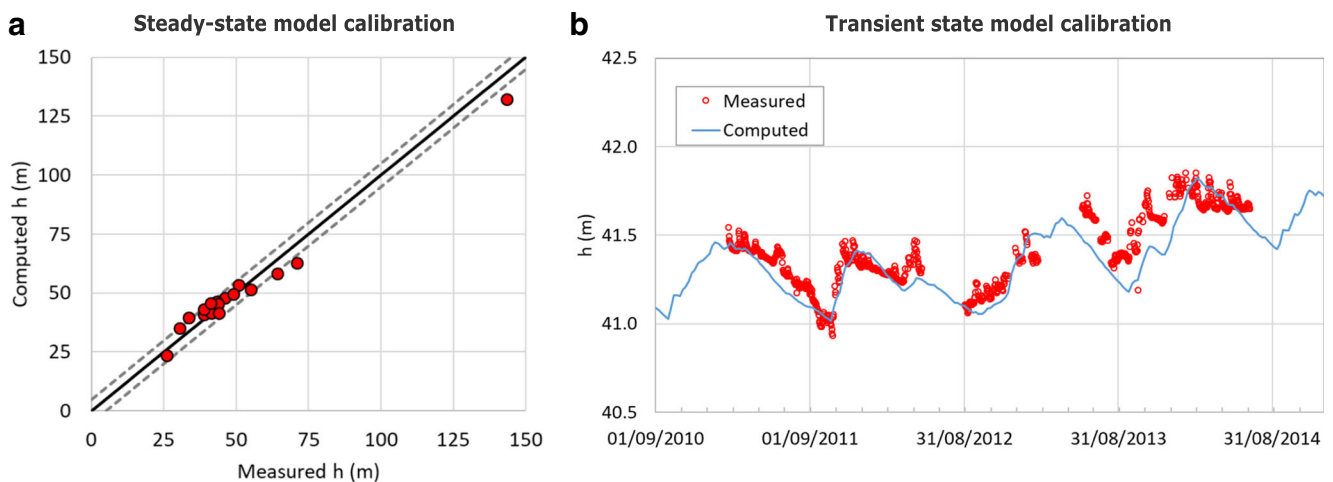 a
Steady-state model calibration
150
125
100
75
50
25
0
Computed h (m)
0 25 50 75 100 125 150
Measured h (m)
b
Transient state model calibration
42.5
42.0
41.5
41.0
40.5
h (m)
Measured
Computed
01/09/2010 01/09/2011 31/08/2012 31/08/2013 31/08/2014